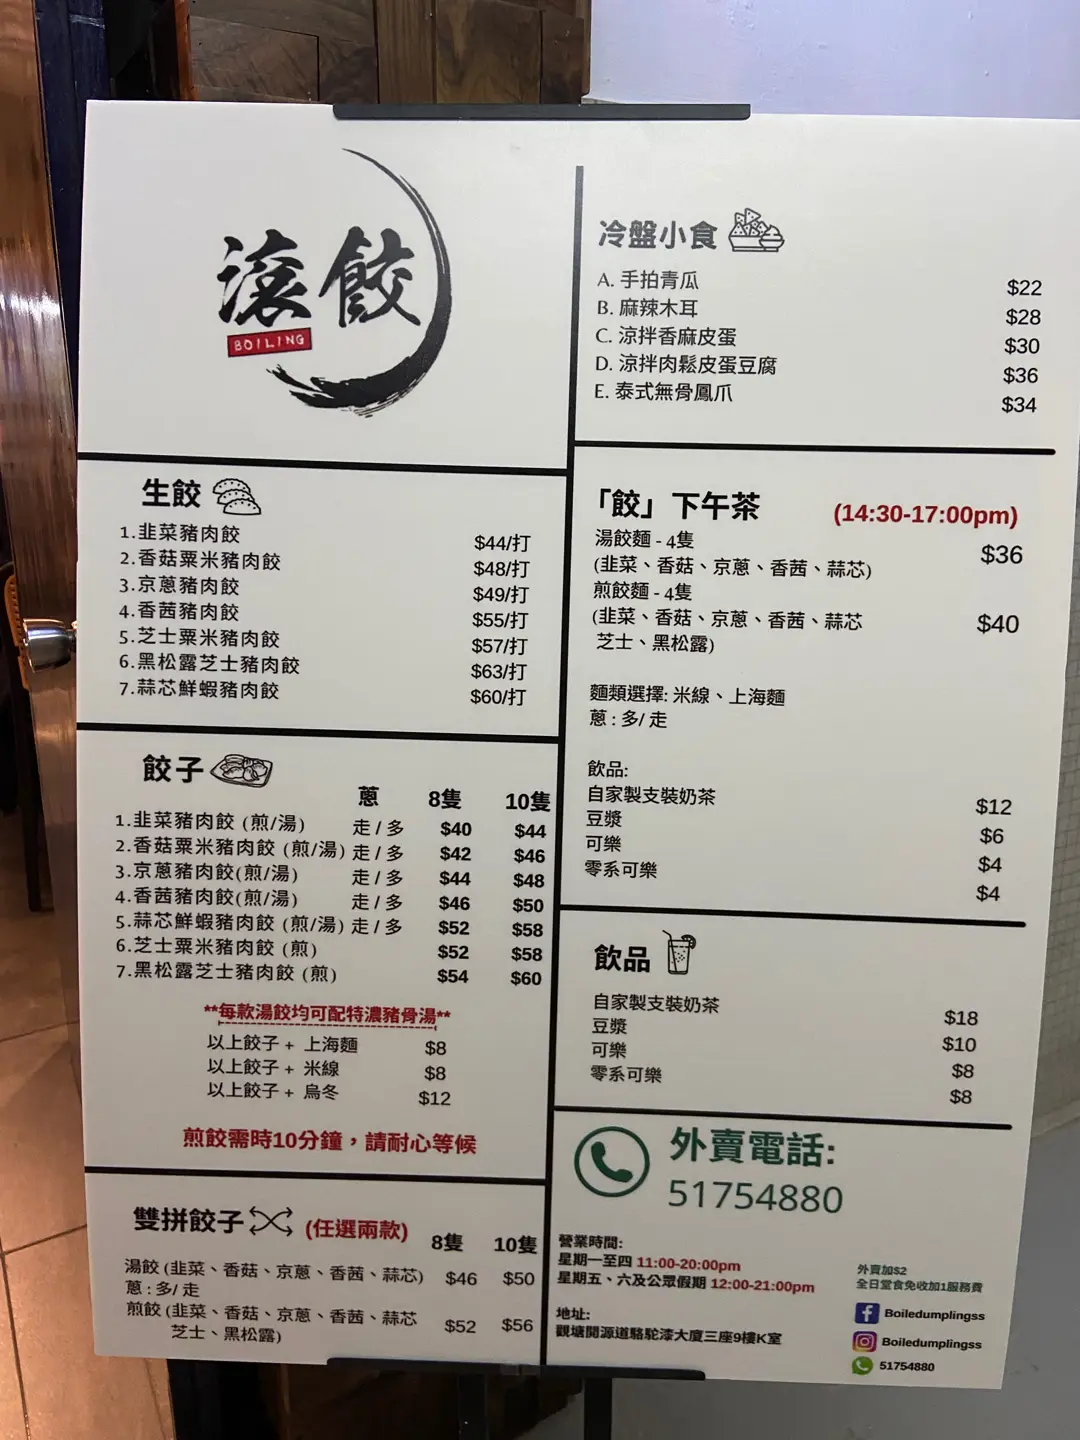 滾餃
BOILING
生餃
1.韭菜豬肉餃 $44/打
2.香菇粟米豬肉餃 $48/打
3.京蔥豬肉餃 $49/打
4.香茜豬肉餃 $55/打
5.芝士粟米豬肉餃 $57/打
6.黑松露芝士豬肉餃 $63/打
7.蒜芯鮮蝦豬肉餃 $60/打
餃子
蔥 8隻 10隻
1.韭菜豬肉餃 (煎/湯) 走 / 多 $40 $44
2.香菇粟米豬肉餃 (煎/湯) 走 / 多 $42 $46
3.京蔥豬肉餃(煎/湯) 走 / 多 $44 $48
4.香茜豬肉餃(煎/湯) 走 / 多 $46 $50
5.蒜芯鮮蝦豬肉餃 (煎/湯) 走 / 多 $52 $58
6.芝士粟米豬肉餃 (煎) $52 $58
7.黑松露芝士豬肉餃 (煎) $54 $60
**每款湯餃均可配特濃豬骨湯**
以上餃子 + 上海麵 $8
以上餃子 + 米線 $8
以上餃子 + 烏冬 $12
煎餃需時10分鐘，請耐心等候
雙拼餃子 (任選兩款) 8隻 10隻
湯餃 (韭菜、香菇、京蔥、香茜、蒜芯) $46 $50
蔥 : 多/ 走
煎餃 (韭菜、香菇、京蔥、香茜、蒜芯 $52 $56
芝士、黑松露)
冷盤小食
A. 手拍青瓜 $22
B. 麻辣木耳 $28
C. 涼拌香麻皮蛋 $30
D. 涼拌肉鬆皮蛋豆腐 $36
E. 泰式無骨鳳爪 $34
「餃」下午茶 (14:30-17:00pm)
湯餃麵 - 4隻 $36
(韭菜、香菇、京蔥、香茜、蒜芯)
煎餃麵 - 4隻
(韭菜、香菇、京蔥、香茜、蒜芯 $40
芝士、黑松露)
麵類選擇: 米線、上海麵
蔥 : 多/ 走
飲品:
自家製支裝奶茶 $12
豆漿 $6
可樂 $4
零系可樂 $4
飲品
自家製支裝奶茶 $18
豆漿 $10
可樂 $8
零系可樂 $8
外賣電話:
51754880
營業時間:
星期一至四 11:00-20:00pm
星期五、六及公眾假期 12:00-21:00pm
地址:
觀塘開源道駱駝漆大廈三座9樓K室
外賣加$2
全日堂食免收加1服務費
Boiledumplingss
Boiledumplingss
51754880